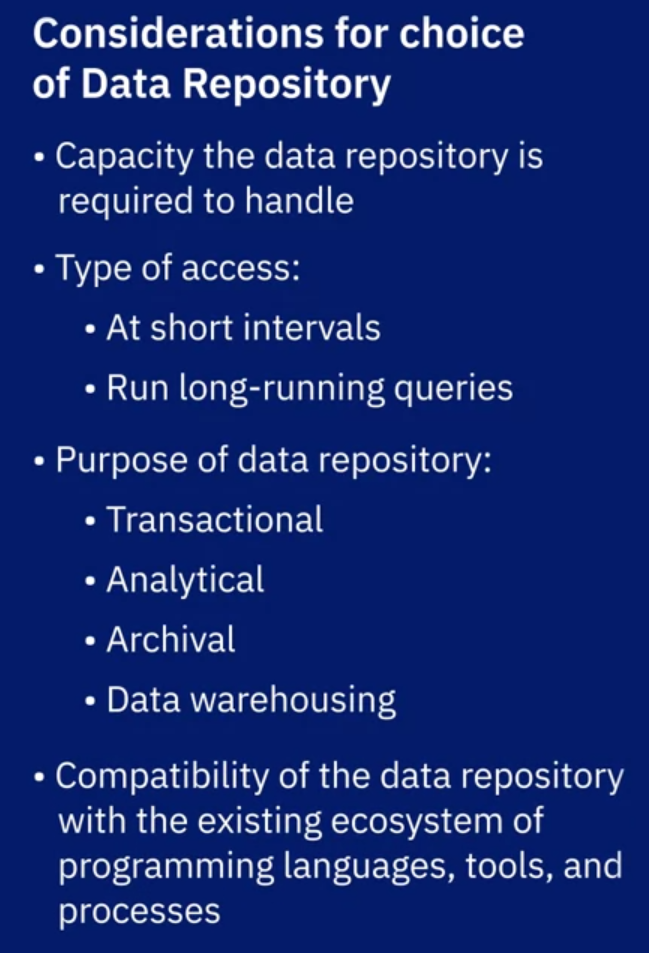 Considerations for choice
of Data Repository
• Capacity the data repository is
required to handle
• Type of access:
• At short intervals
• Run long-running queries
• Purpose of data repository:
• Transactional
• Analytical
• Archival
• Data warehousing
• Compatibility of the data repository
with the existing ecosystem of
programming languages, tools, and
processes